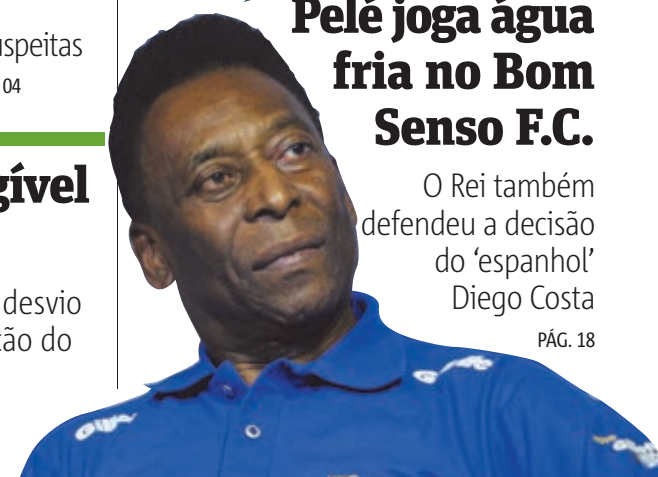 uspeitas
04
gível
desvio
tão do
Pelé joga água
fria no Bom
Senso F.C.
O Rei também
defendeu a decisão
do ‘espanhol’
Diego Costa
PÁG. 18